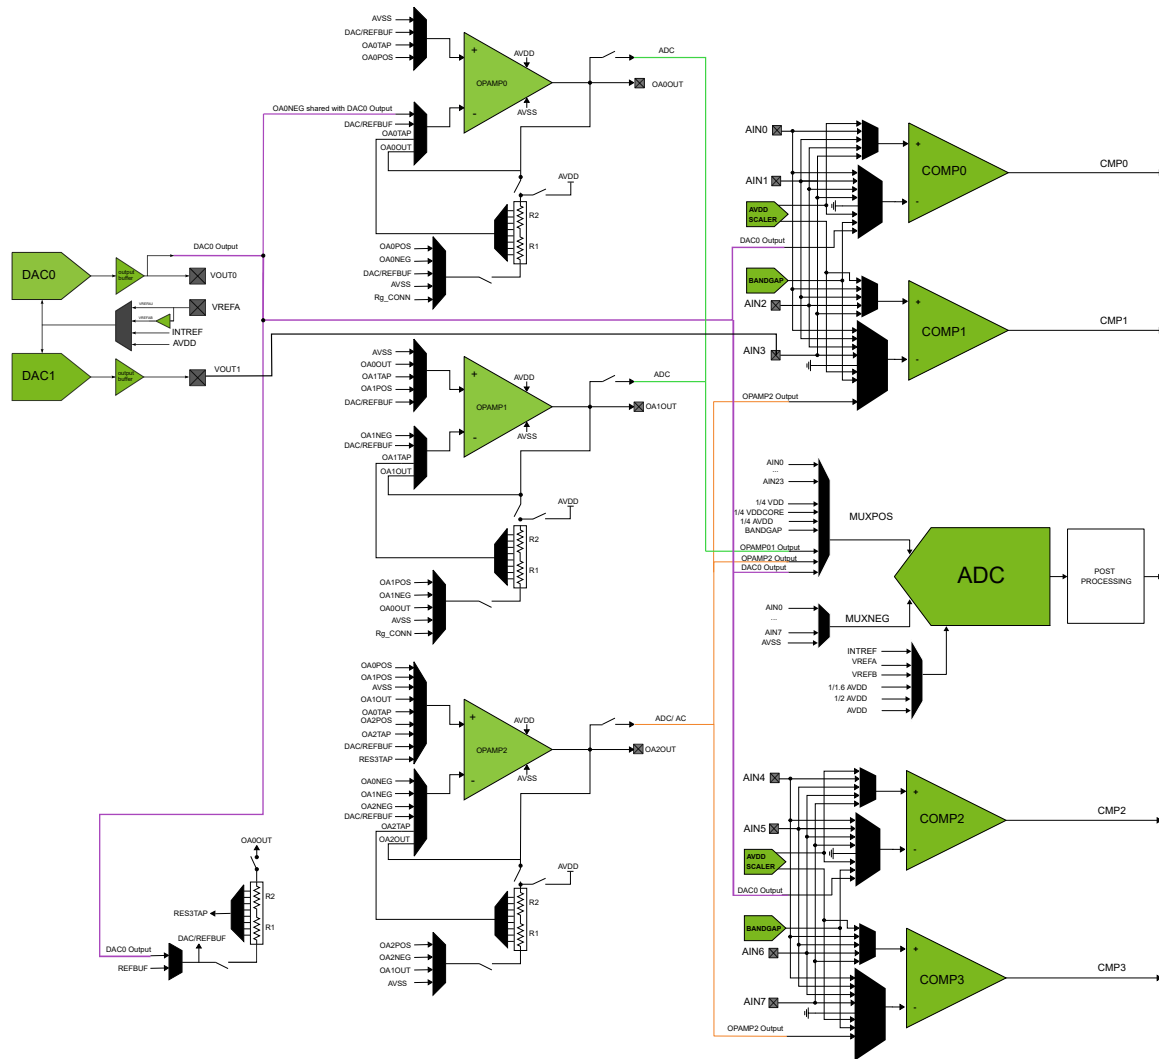 AVSS
DAC/REFBUF
OA0TAP
OA0POS
+
OPAMP0
-
AVDD
AVSS
ADC
OA0OUT
OA0NEG shared with DAC0 Output
DAC/REFBUF
OA0TAP
OA0OUT
AVDD
R2
R1
OA0POS
OA0NEG
DAC/REFBUF
AVSS
Rg_CONN
DAC0
output
buffer
DAC0 Output
VOUT0
VREFA
INTREF
AVDD
DAC1
output
buffer
VOUT1
AVSS
OA0OUT
OA1TAP
OA1POS
DAC/REFBUF
+
OPAMP1
-
AVDD
AVSS
ADC
OA1OUT
OA1NEG
DAC/REFBUF
OA1TAP
OA1OUT
AVDD
R2
R1
OA1POS
OA1NEG
OA0OUT
AVSS
Rg_CONN
OA0POS
OA1POS
AVSS
OA1OUT
OA0TAP
OA2POS
OA2TAP
DAC/REFBUF
RES3TAP
+
OPAMP2
-
AVDD
AVSS
ADC/ AC
OA2OUT
OA0NEG
OA1NEG
OA2NEG
DAC/REFBUF
OA2TAP
OA2OUT
AVDD
R2
R1
OA2POS
OA2NEG
OA1OUT
AVSS
OA0OUT
R2
R1
RES3TAP
DAC/REFBUF
DAC0 Output
REFBUF
AIN0
AIN1
AVDD
SCALER
DAC0 Output
+
COMP0
-
CMP0
BANDGAP
AIN2
AIN3
OPAMP2 Output
+
COMP1
-
CMP1
AIN0
...
AIN23
1/4 VDD
1/4 VDDCORE
1/4 AVDD
BANDGAP
OPAMP01 Output
OPAMP2 Output
DAC0 Output
MUXPOS
AIN0
...
AIN7
AVSS
MUXNEG
ADC
POST
PROCESSING
INTREF
VREFA
VREFB
1/1.6 AVDD
1/2 AVDD
AVDD
AIN4
AIN5
AVDD
SCALER
DAC0 Output
+
COMP2
-
CMP2
BANDGAP
AIN6
AIN7
OPAMP2 Output
+
COMP3
-
CMP3